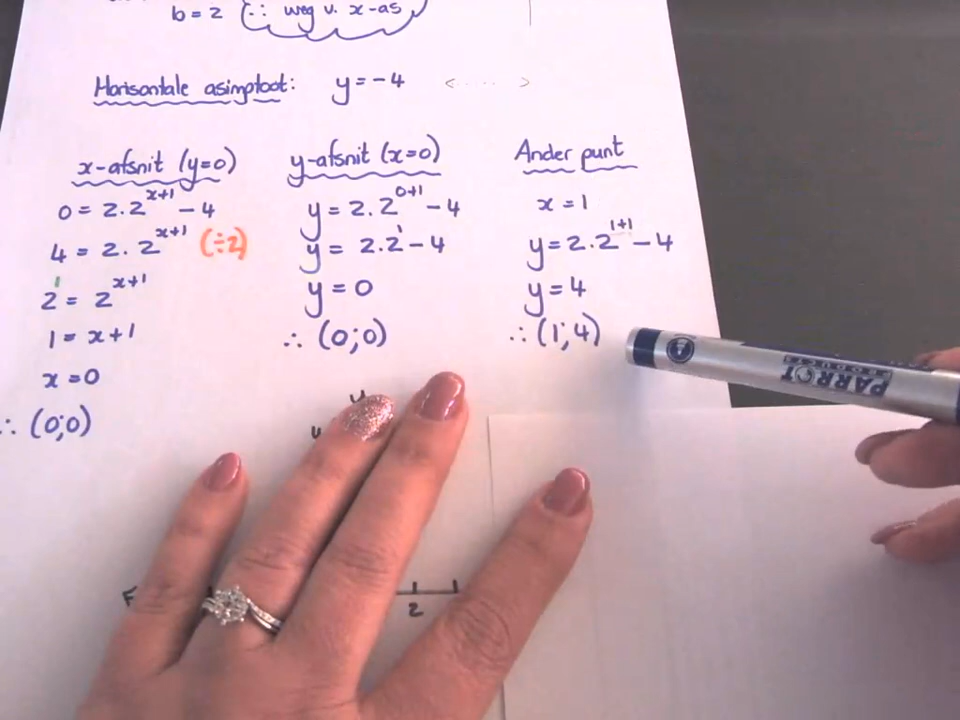 b = 2 (∴ weg v. x-as)
Horisontale asimptoot: y = -4 <·····>
x-afsnit (y=0)
0 = 2.2^{x+1} - 4
4 = 2.2^{x+1} (÷2)
2^1 = 2^{x+1}
1 = x+1
x = 0
∴ (0;0)
y-afsnit (x=0)
y = 2.2^{0+1} - 4
y = 2.2^1 - 4
y = 0
∴ (0;0)
Ander punt
x = 1
y = 2.2^{1+1} - 4
y = 4
∴ (1;4)
PARROT
PRODUCTS
y
2